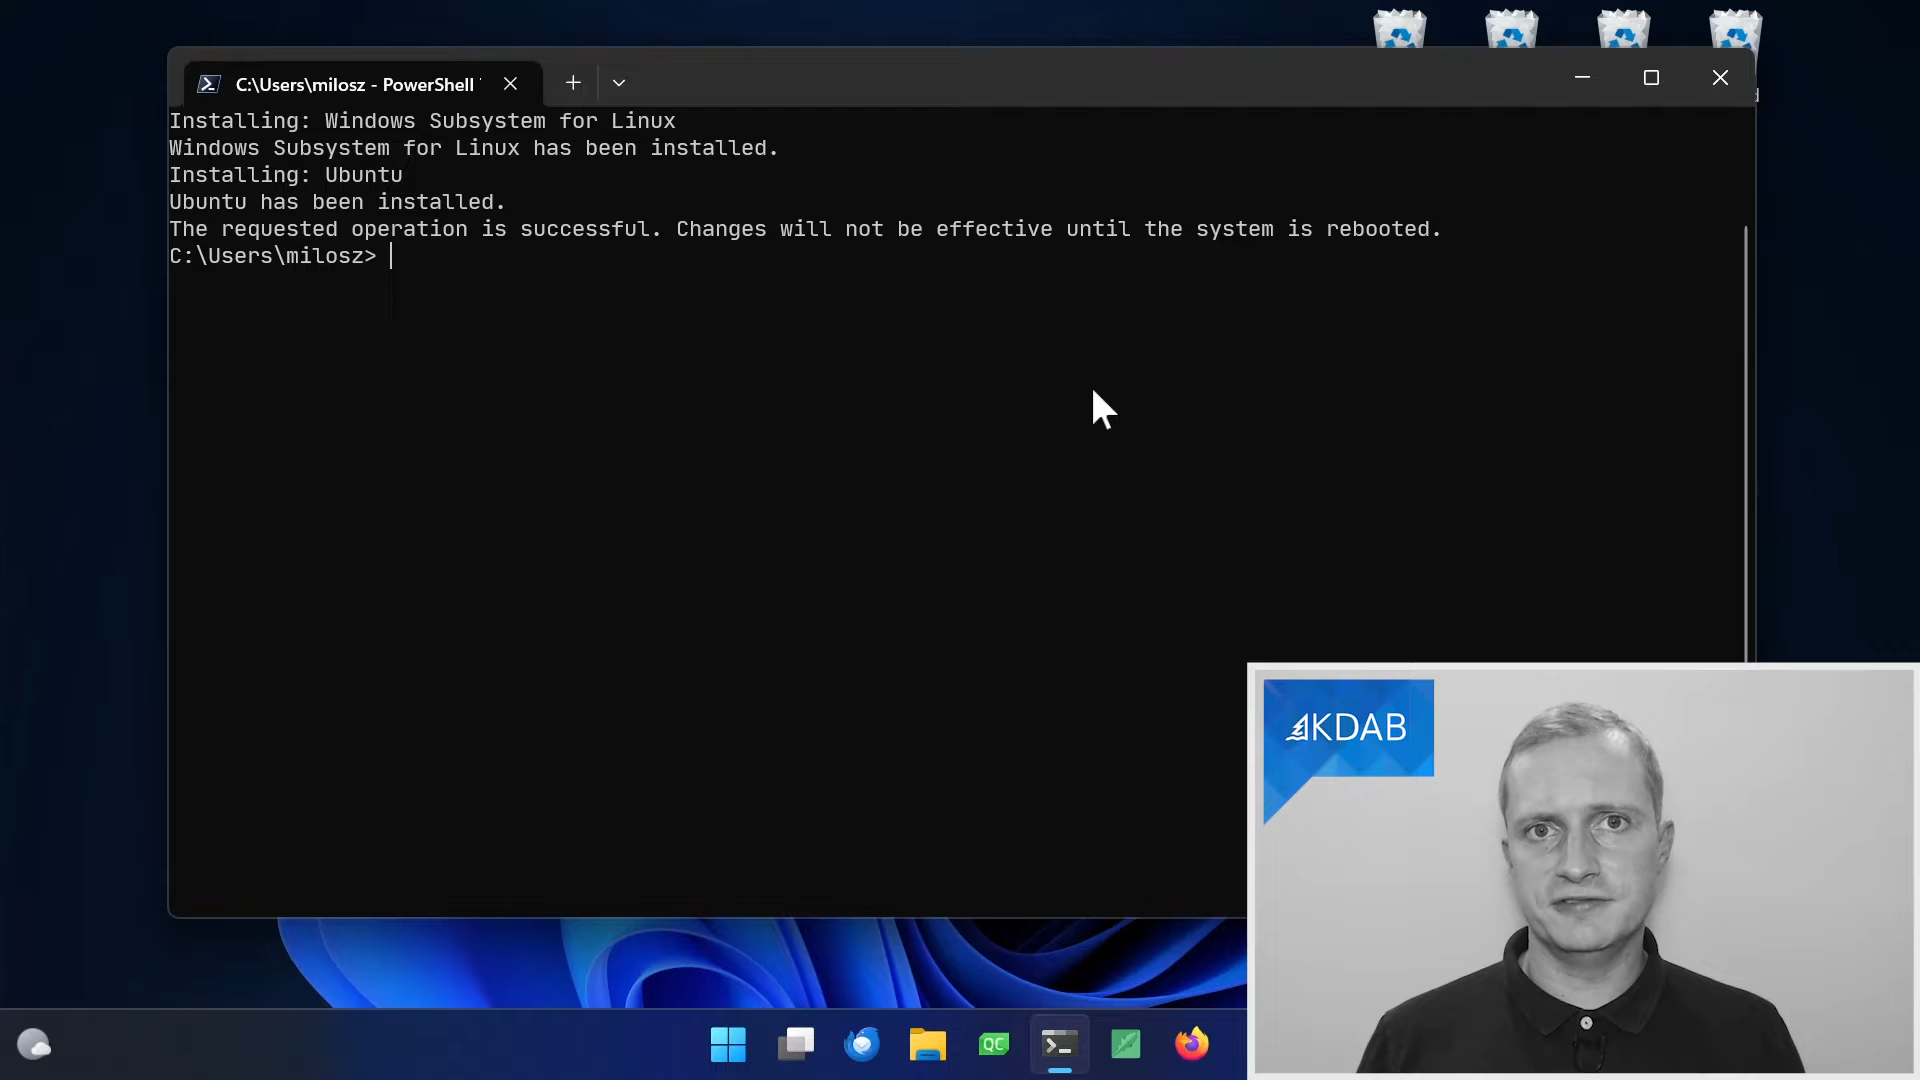 C:\Users\milosz - PowerShell
Installing: Windows Subsystem for Linux
Windows Subsystem for Linux has been installed.
Installing: Ubuntu
Ubuntu has been installed.
The requested operation is successful. Changes will not be effective until the system is rebooted.
C:\Users\milosz>
KDAB
QC